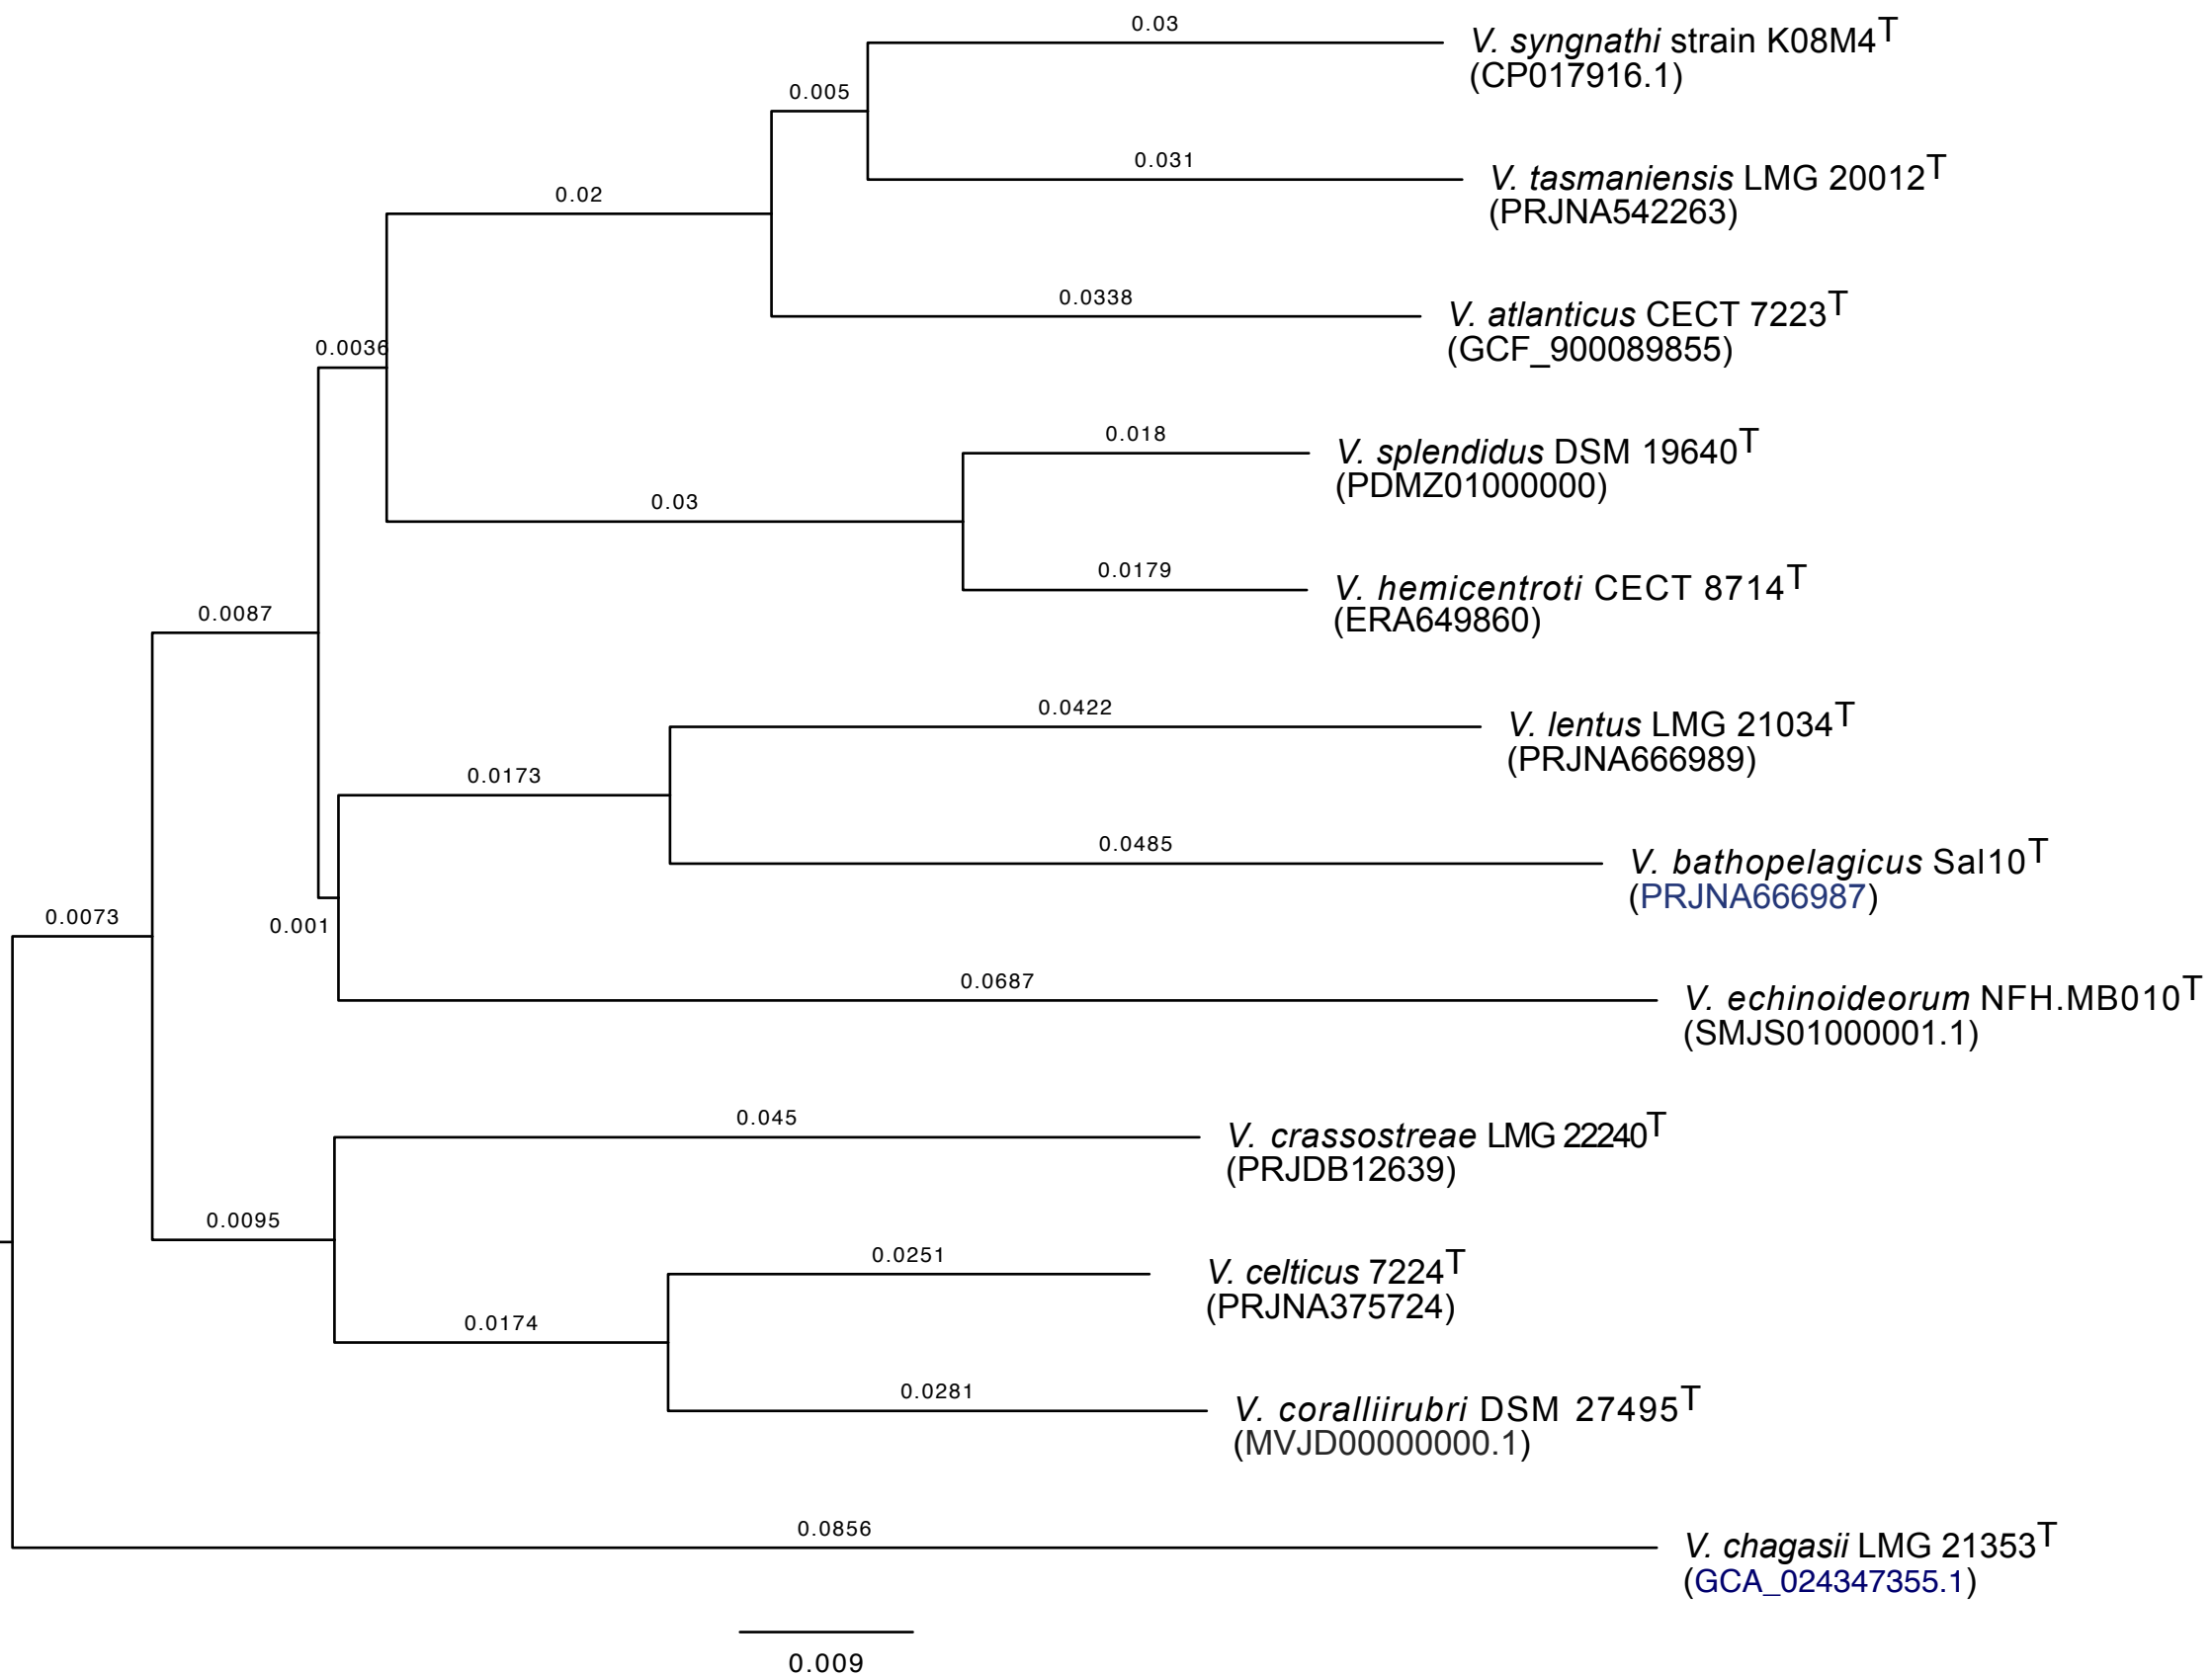 0.03
V. syngnathi strain K08M4T
(CP017916.1)
0.005
0.031
V. tasmaniensis LMG 20012T
(PRJNA542263)
0.02
0.0338
V. atlanticus CECT 7223T
(GCF_900089855)
0.0036
0.018
V. splendidus DSM 19640T
(PDMZ01000000)
0.03
0.0179
V. hemicentroti CECT 8714T
(ERA649860)
0.0087
0.0422
V. lentus LMG 21034T
(PRJNA666989)
0.0173
0.0485
V. bathopelagicus Sal10T
(PRJNA666987)
0.0073
0.001
0.0687
V. echinoideorum NFH.MB010T
(SMJS01000001.1)
0.045
V. crassostreae LMG 22240T
(PRJDB12639)
0.0095
0.0251
V. celticus 7224T
(PRJNA375724)
0.0174
0.0281
V. coralliirubri DSM 27495T
(MVJD00000000.1)
0.0856
V. chagasii LMG 21353T
(GCA_024347355.1)
0.009